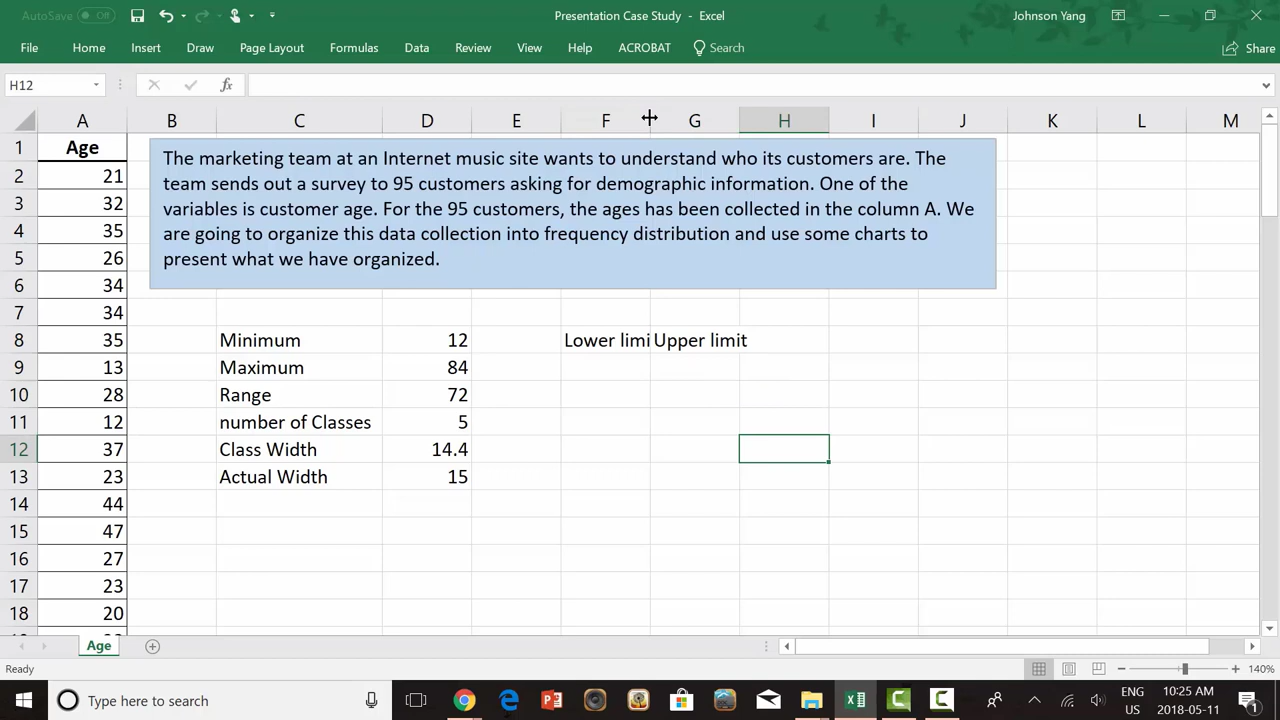 AutoSave Off
Presentation Case Study - Excel
Johnson Yang
File Home Insert Draw Page Layout Formulas Data Review View Help ACROBAT Search Share
H12 fx
A B C D E F G H I J K L M
1 Age
The marketing team at an Internet music site wants to understand who its customers are. The
team sends out a survey to 95 customers asking for demographic information. One of the
variables is customer age. For the 95 customers, the ages has been collected in the column A. We
are going to organize this data collection into frequency distribution and use some charts to
present what we have organized.
2 21
3 32
4 35
5 26
6 34
7 34
8 35 Minimum 12 Lower limi Upper limit
9 13 Maximum 84
10 28 Range 72
11 12 number of Classes 5
12 37 Class Width 14.4
13 23 Actual Width 15
14 44
15 47
16 27
17 23
18 20
Age
Ready
140%
Type here to search
ENG
US
10:25 AM
2018-05-11
1